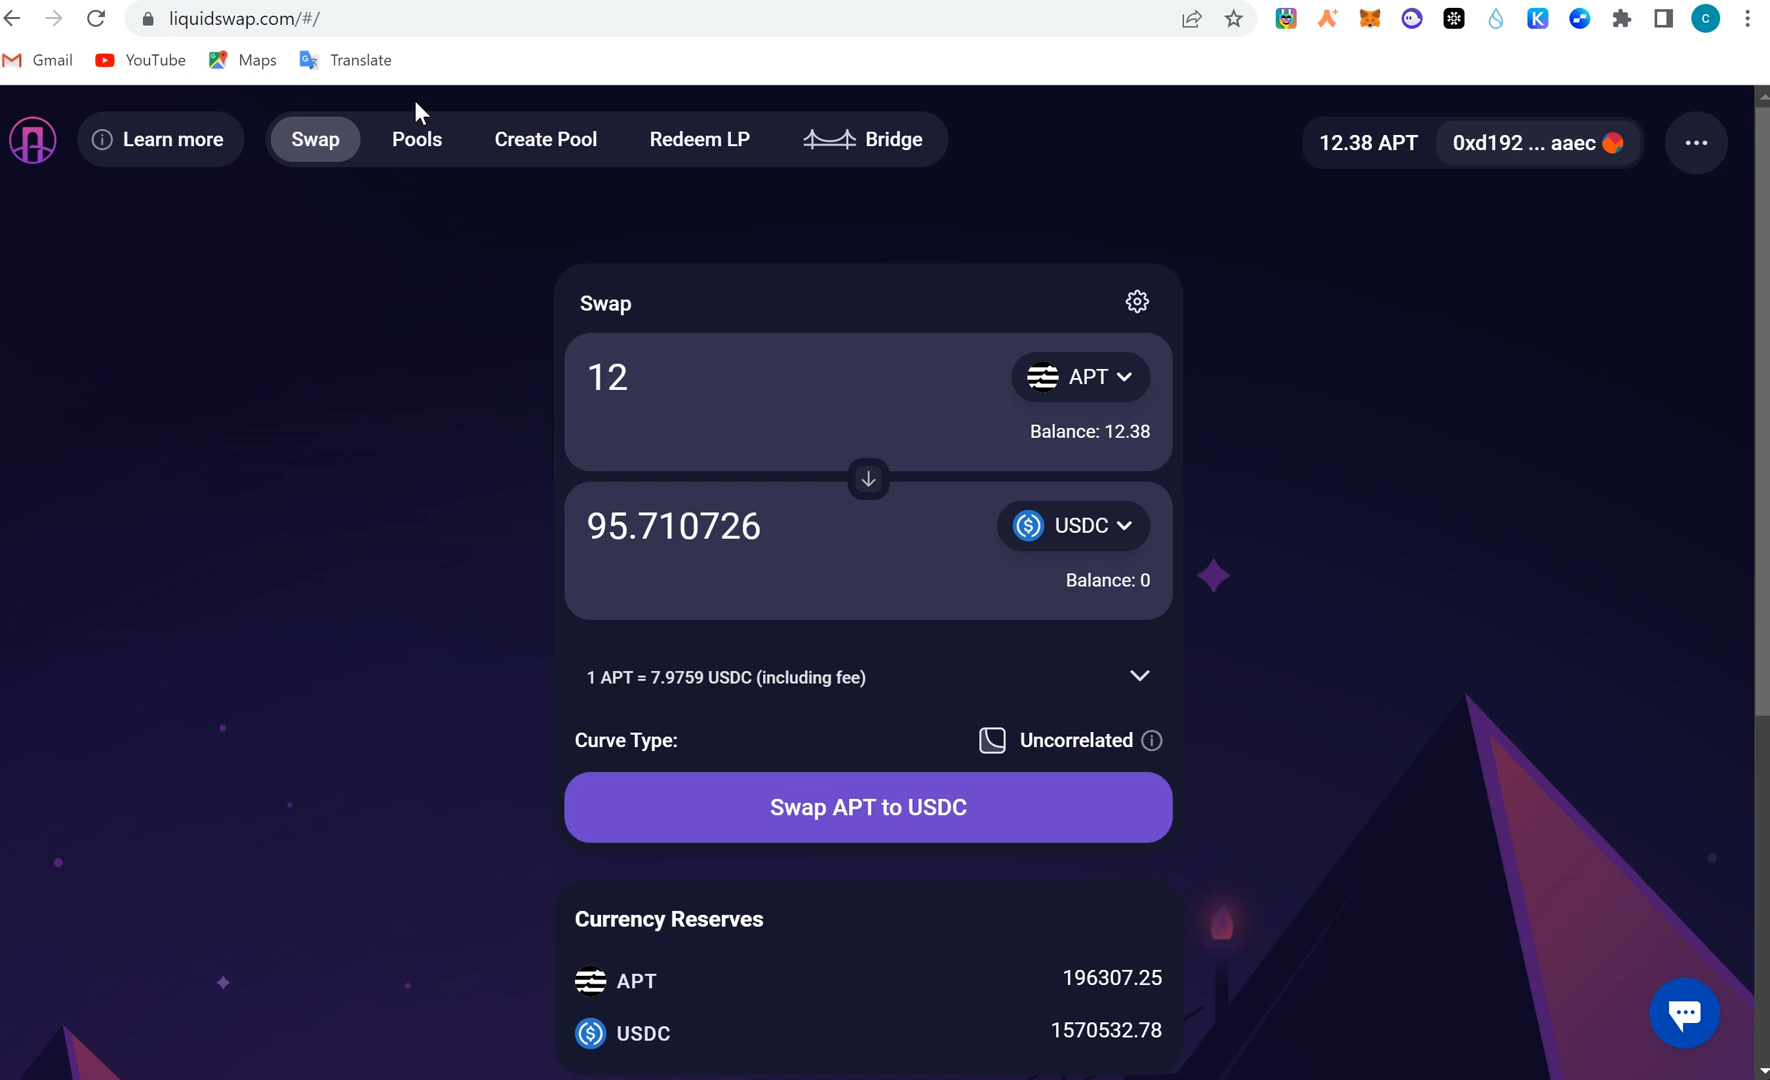 liquidswap.com/#/
C
Gmail YouTube Maps Translate
Learn more Swap Pools Create Pool Redeem LP Bridge 12.38 APT 0xd192 ... aaec
Swap
12 APT
Balance: 12.38
95.710726 USDC
Balance: 0
1 APT = 7.9759 USDC (including fee)
Curve Type: Uncorrelated
Swap APT to USDC
Currency Reserves
APT 196307.25
USDC 1570532.78